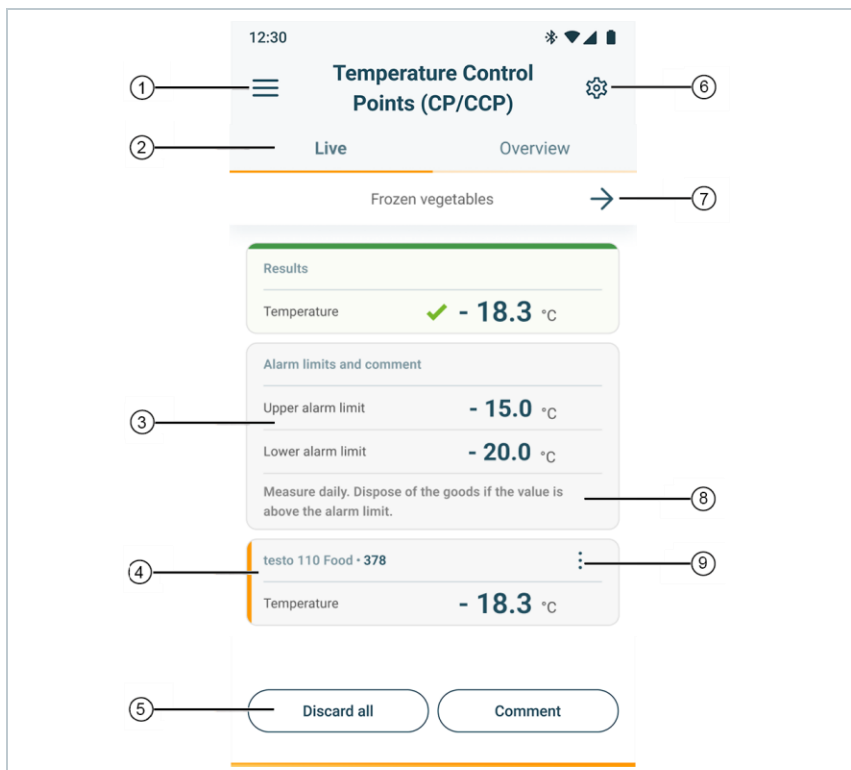 12:30
Temperature Control
Points (CP/CCP)
1
6
2
Live
Overview
Frozen vegetables
7
Results
Temperature
- 18.3 °C
Alarm limits and comment
3
Upper alarm limit
- 15.0 °C
Lower alarm limit
- 20.0 °C
Measure daily. Dispose of the goods if the value is
above the alarm limit.
8
4
testo 110 Food • 378
9
Temperature
- 18.3 °C
5
Discard all
Comment